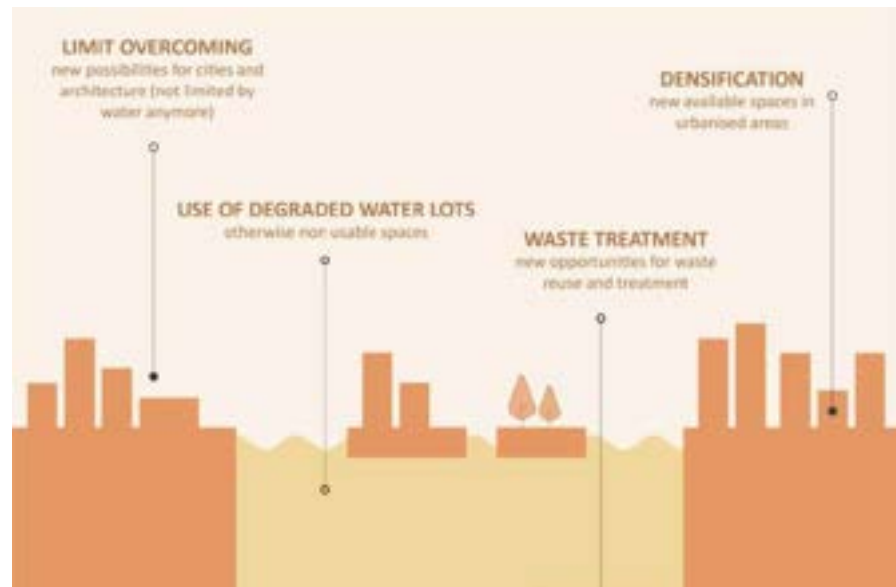 LIMIT OVERCOMING
new possibilities for cities and
architecture (not limited by
water anymore)
DENSIFICATION
new available spaces in
urbanised areas
USE OF DEGRADED WATER LOTS
otherwise non usable spaces
WASTE TREATMENT
new opportunities for waste
reuse and treatment